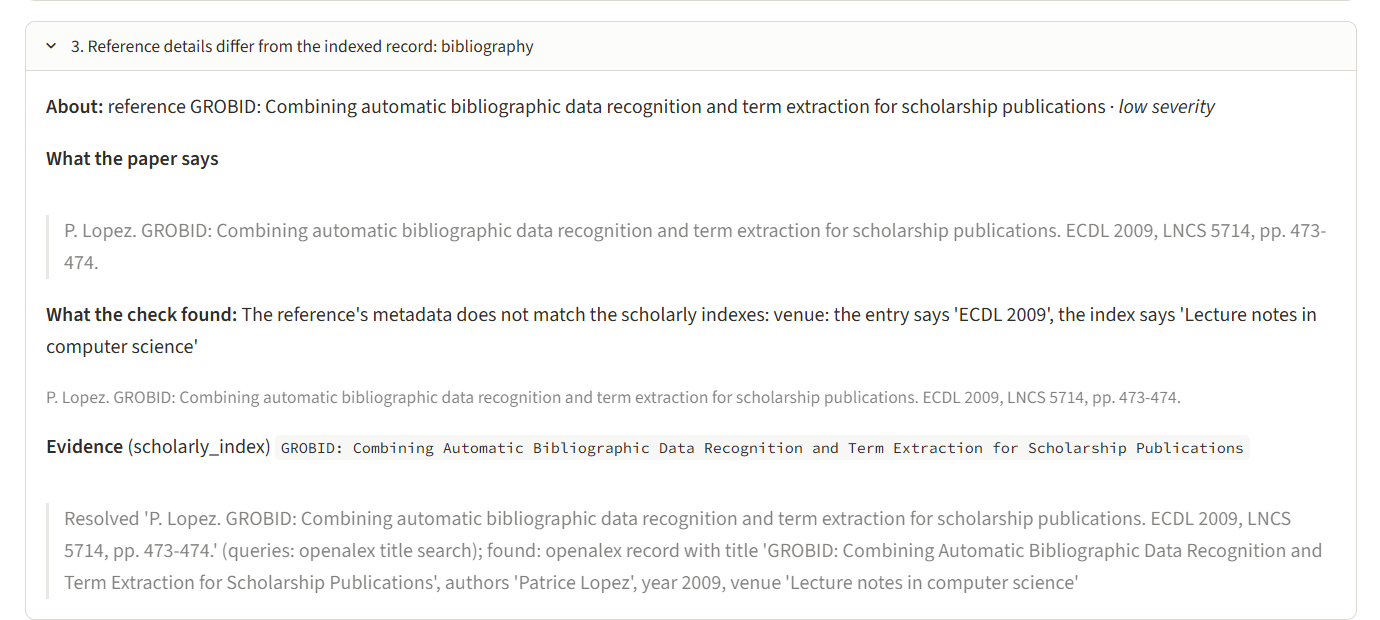 3. Reference details differ from the indexed record: bibliography
About: reference GROBID: Combining automatic bibliographic data recognition and term extraction for scholarship publications · low severity
What the paper says
P. Lopez. GROBID: Combining automatic bibliographic data recognition and term extraction for scholarship publications. ECDL 2009, LNCS 5714, pp. 473-
474.
What the check found: The reference's metadata does not match the scholarly indexes: venue: the entry says 'ECDL 2009', the index says 'Lecture notes in
computer science'
P. Lopez. GROBID: Combining automatic bibliographic data recognition and term extraction for scholarship publications. ECDL 2009, LNCS 5714, pp. 473-474.
Evidence (scholarly_index) GROBID: Combining Automatic Bibliographic Data Recognition and Term Extraction for Scholarship Publications
Resolved 'P. Lopez. GROBID: Combining automatic bibliographic data recognition and term extraction for scholarship publications. ECDL 2009, LNCS
5714, pp. 473-474.' (queries: openalex title search); found: openalex record with title 'GROBID: Combining Automatic Bibliographic Data Recognition and
Term Extraction for Scholarship Publications', authors 'Patrice Lopez', year 2009, venue 'Lecture notes in computer science'